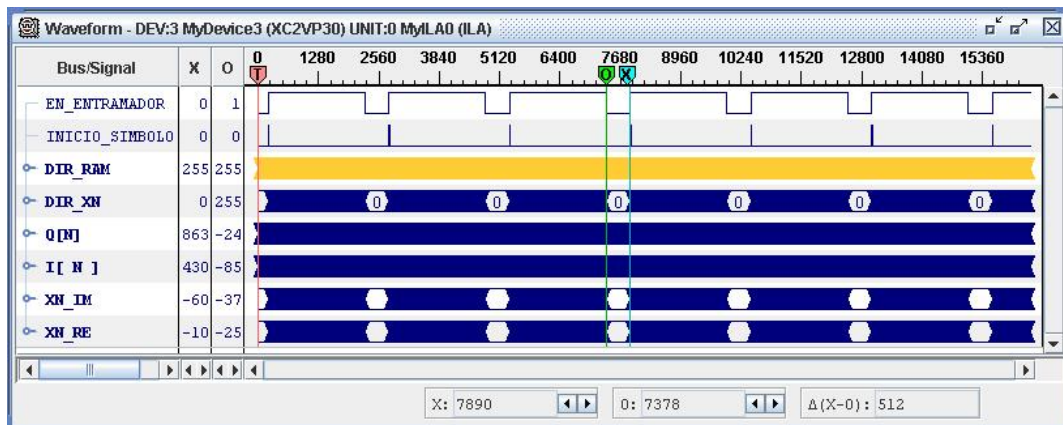 Waveform - DEV:3 MyDevice3 (XC2VP30) UNIT:0 MyILA0 (ILA)
Bus/Signal X O 0 1280 2560 3840 5120 6400 7680 8960 10240 11520 12800 14080 15360
T O X
EN_ENTRAMADOR 0 1
INICIO_SIMBOLO 0 0
DIR_RAM 255 255
DIR_XN 0 255 0 0 0 0 0 0
Q[N] 863 -24
I[ N ] 430 -85
XN_IM -60 -37
XN_RE -10 -25
X: 7890 O: 7378 Δ(X-O): 512